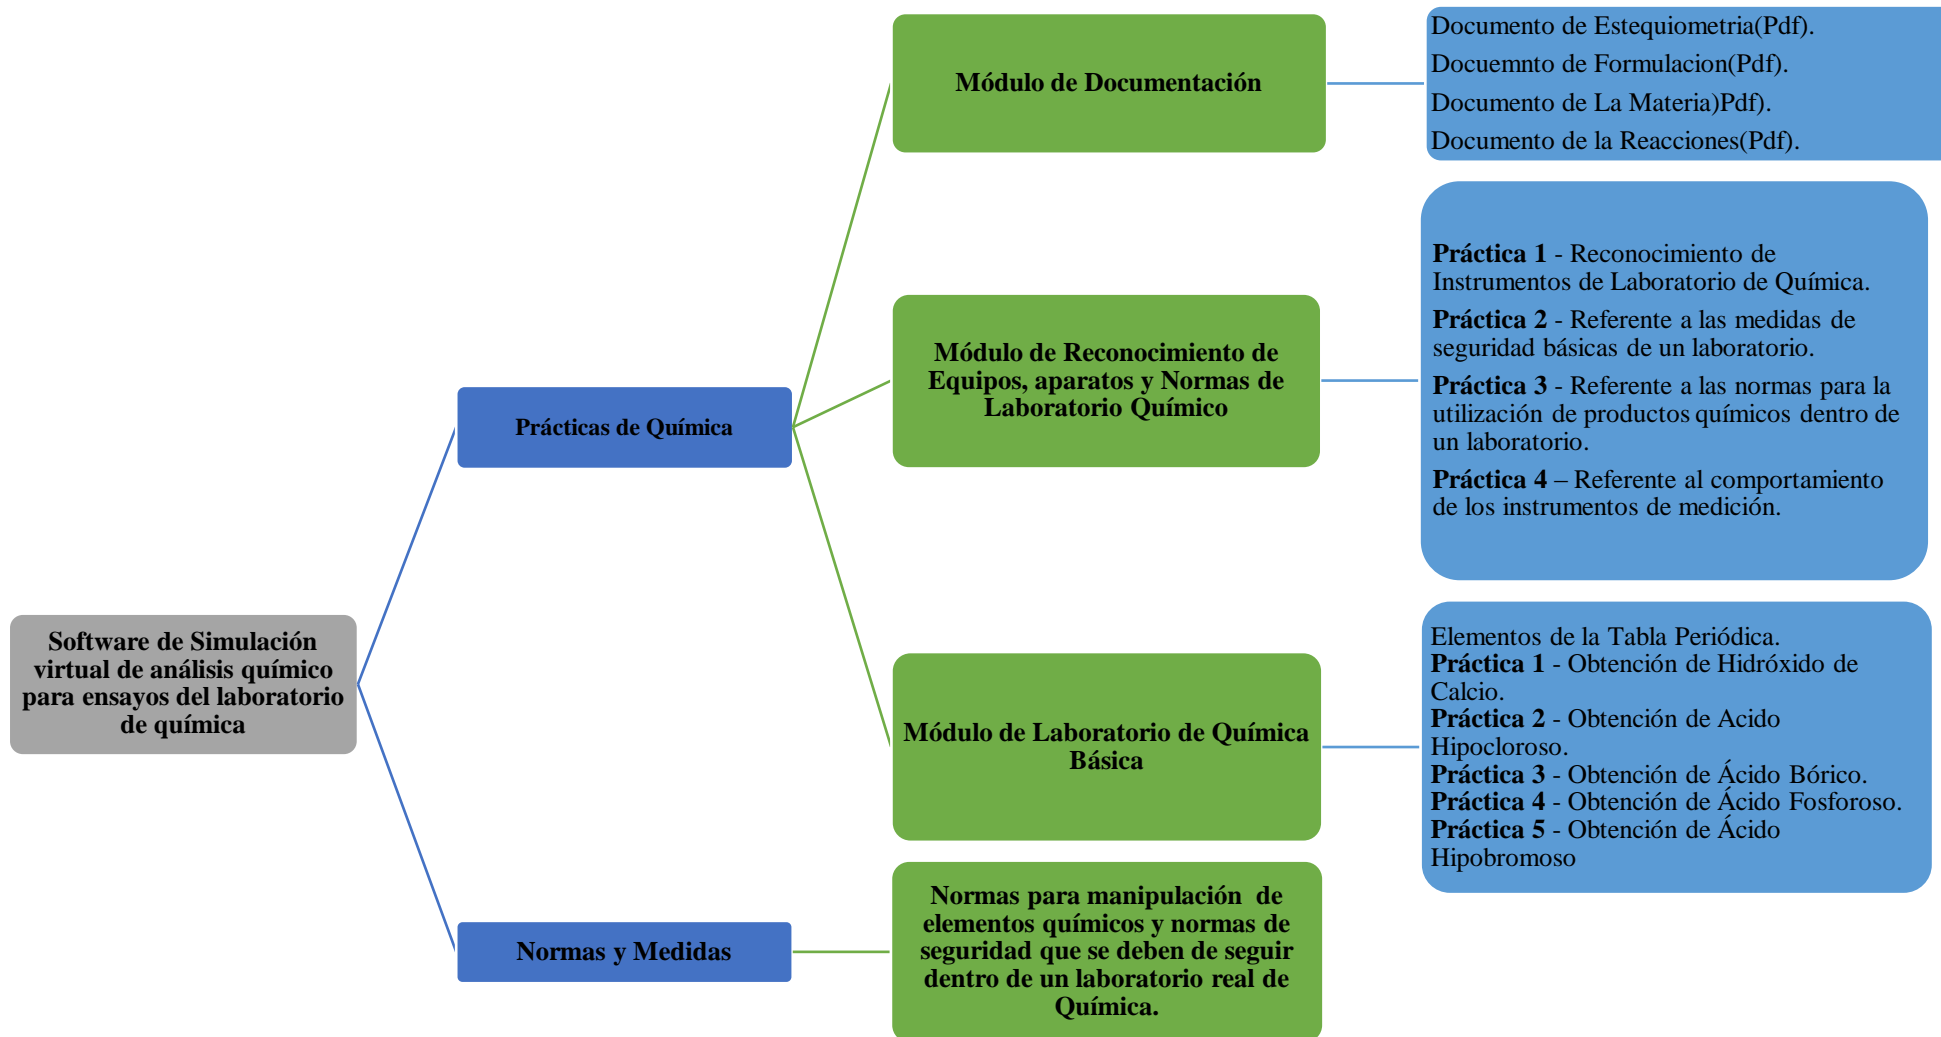 Software de Simulación
virtual de análisis químico
para ensayos del laboratorio
de química
Prácticas de Química
Módulo de Documentación
Documento de Estequiometria(Pdf).
Docuemnto de Formulacion(Pdf).
Documento de La Materia)Pdf).
Documento de la Reacciones(Pdf).
Módulo de Reconocimiento de
Equipos, aparatos y Normas de
Laboratorio Químico
Práctica 1 - Reconocimiento de
Instrumentos de Laboratorio de Química.
Práctica 2 - Referente a las medidas de
seguridad básicas de un laboratorio.
Práctica 3 - Referente a las normas para la
utilización de productos químicos dentro de
un laboratorio.
Práctica 4 – Referente al comportamiento
de los instrumentos de medición.
Módulo de Laboratorio de Química
Básica
Elementos de la Tabla Periódica.
Práctica 1 - Obtención de Hidróxido de
Calcio.
Práctica 2 - Obtención de Acido
Hipocloroso.
Práctica 3 - Obtención de Ácido Bórico.
Práctica 4 - Obtención de Ácido Fosforoso.
Práctica 5 - Obtención de Ácido
Hipobromoso
Normas y Medidas
Normas para manipulación de
elementos químicos y normas de
seguridad que se deben de seguir
dentro de un laboratorio real de
Química.